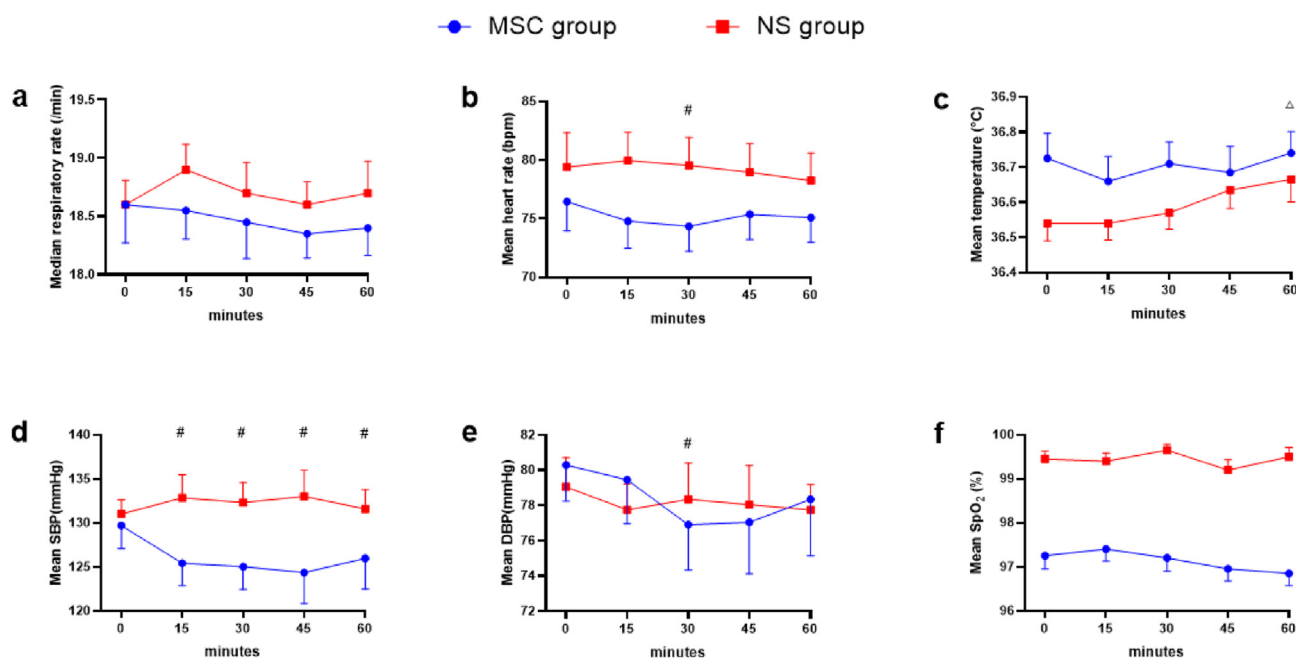 MSC group NS group
a
Median respiratory rate (/min)
19.5
19.0
18.5
18.0
0 15 30 45 60
minutes
b
Mean heart rate (bpm)
85
80
75
70
#
0 15 30 45 60
minutes
c
Mean temperature (°C)
36.9
36.8
36.7
36.6
36.5
36.4
△
0 15 30 45 60
minutes
d
Mean SBP(mmHg)
140
135
130
125
120
# # # #
0 15 30 45 60
minutes
e
Mean DBP(mmHg)
82
80
78
76
74
72
#
0 15 30 45 60
minutes
f
Mean SpO₂ (%)
100
99
98
97
96
0 15 30 45 60
minutes